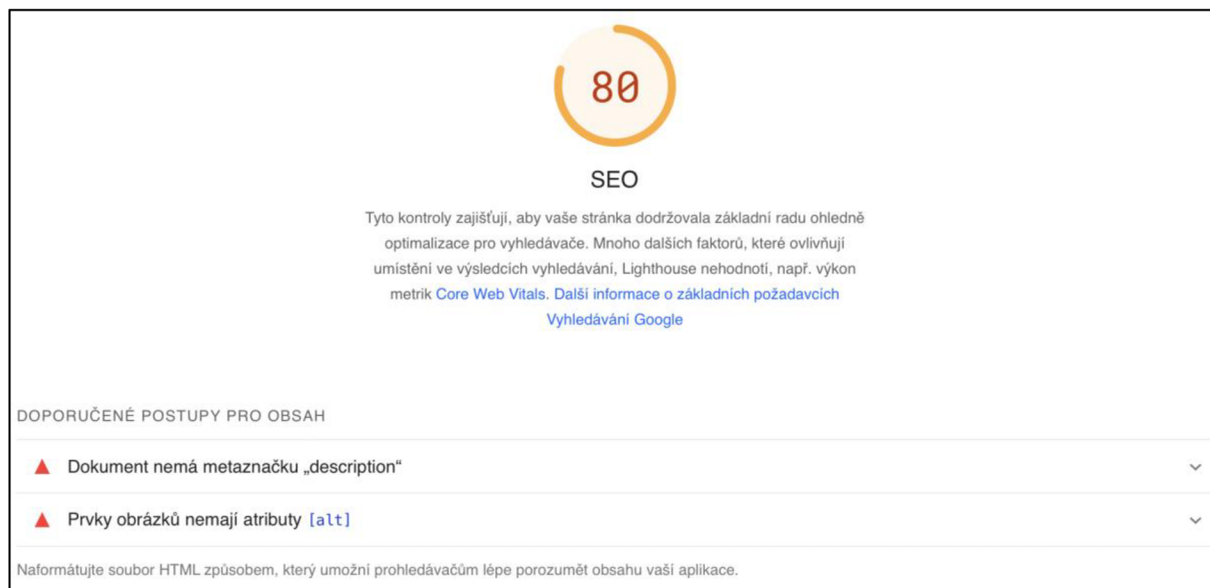 80
SEO
Tyto kontroly zajišťují, aby vaše stránka dodržovala základní radu ohledně
optimalizace pro vyhledávače. Mnoho dalších faktorů, které ovlivňují
umístění ve výsledcích vyhledávání, Lighthouse nehodnotí, např. výkon
metrik Core Web Vitals. Další informace o základních požadavcích
Vyhledávání Google
DOPORUČENÉ POSTUPY PRO OBSAH
Dokument nemá metaznačku „description“
Prvky obrázků nemají atributy [alt]
Naformátujte soubor HTML způsobem, který umožní prohledávačům lépe porozumět obsahu vaší aplikace.